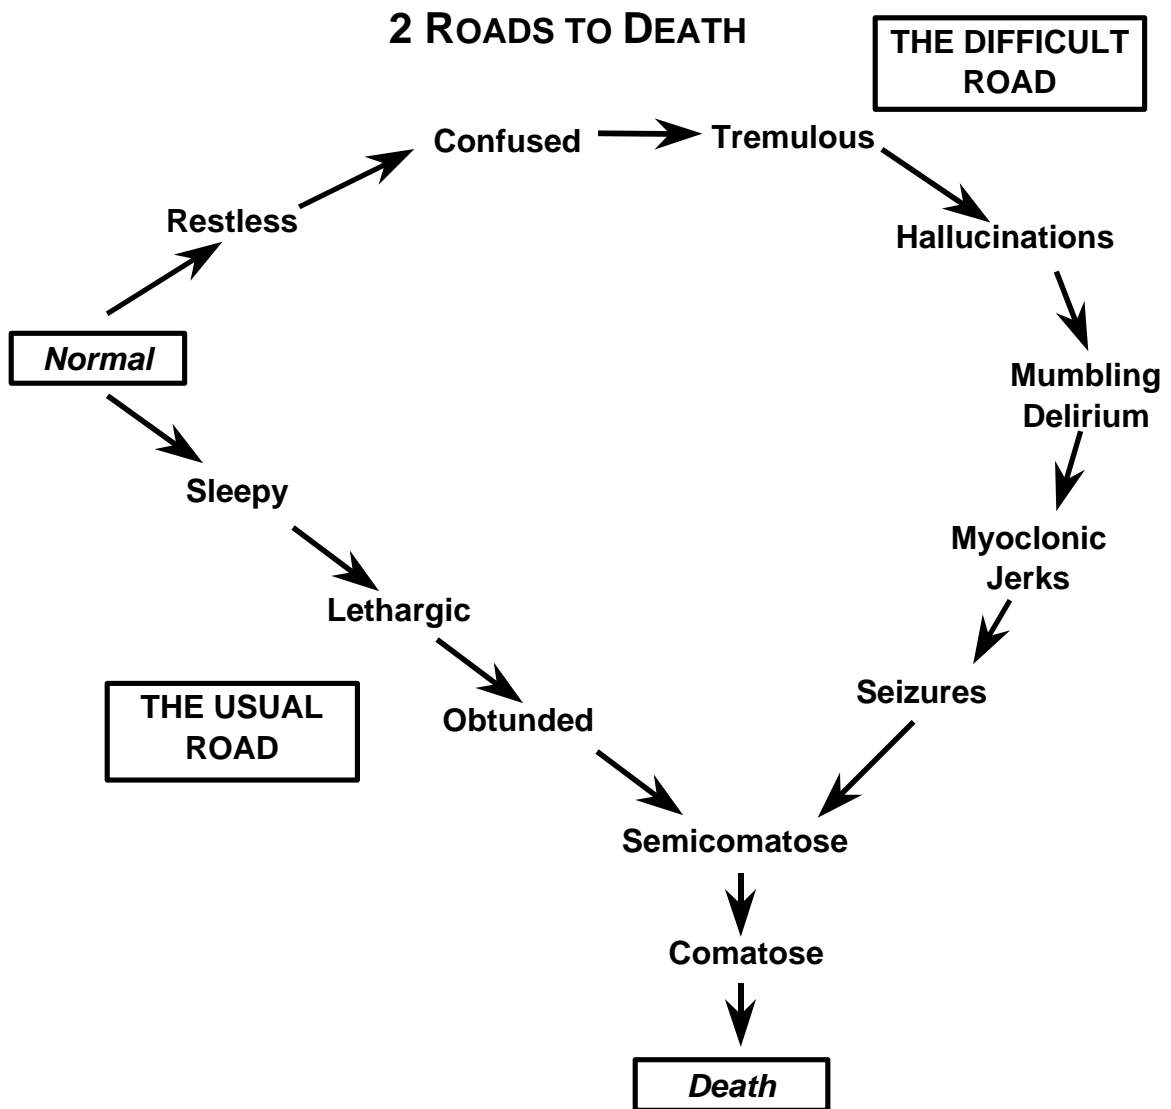 2 ROADS TO DEATH
THE DIFFICULT
ROAD
Confused
Tremulous
Restless
Hallucinations
Normal
Mumbling
Delirium
Sleepy
Myoclonic
Jerks
Lethargic
THE USUAL
ROAD
Obtunded
Seizures
Semicomatose
Comatose
Death